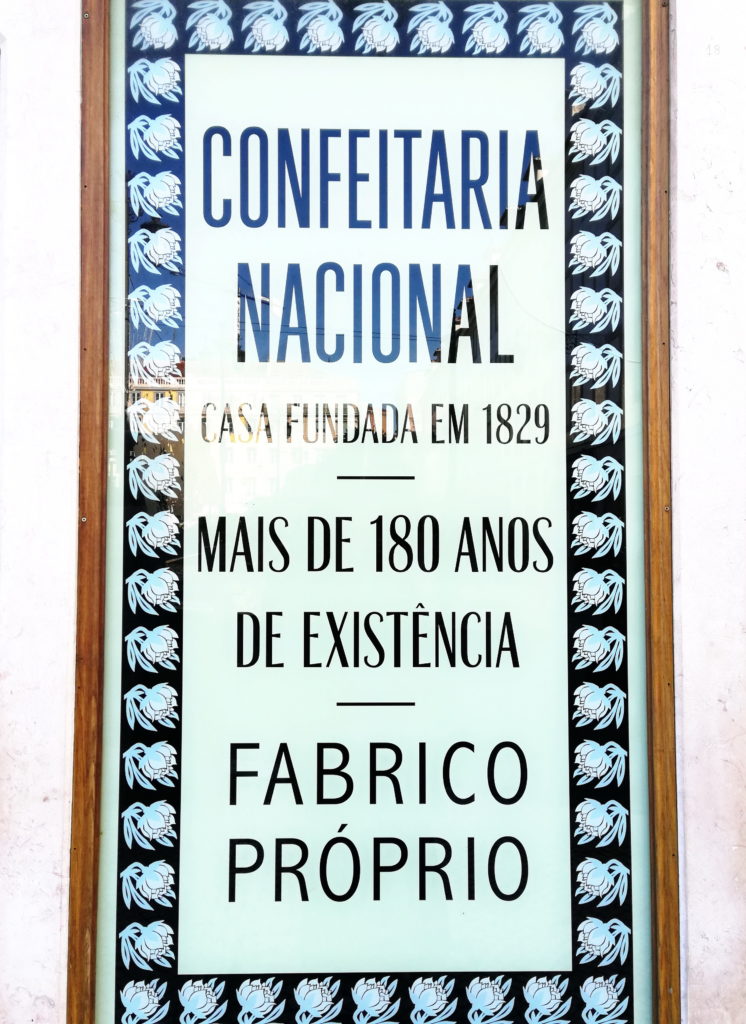 CONFEITARIA
NACIONAL
CASA FUNDADA EM 1829
MAIS DE 180 ANOS
DE EXISTÊNCIA
FABRICO
PRÓPRIO